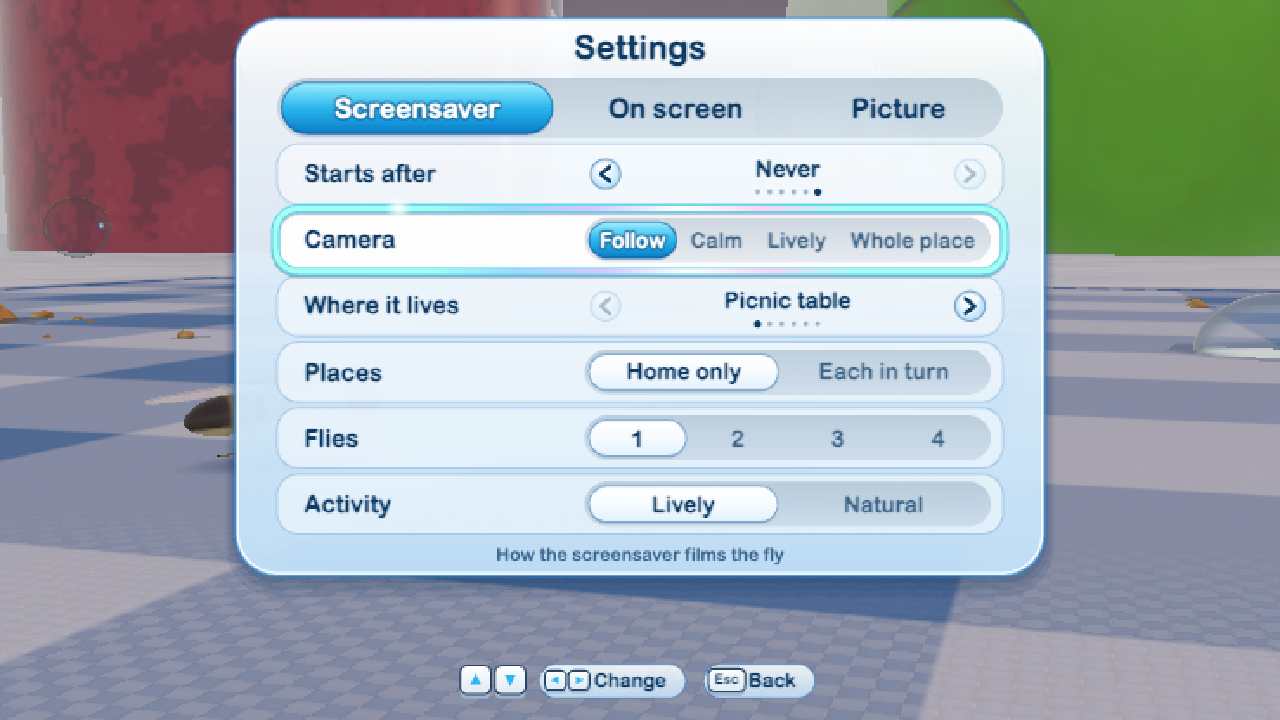 Settings
Screensaver On screen Picture
Starts after Never
Camera Follow Calm Lively Whole place
Where it lives Picnic table
Places Home only Each in turn
Flies 1 2 3 4
Activity Lively Natural
How the screensaver films the fly
Change Esc Back